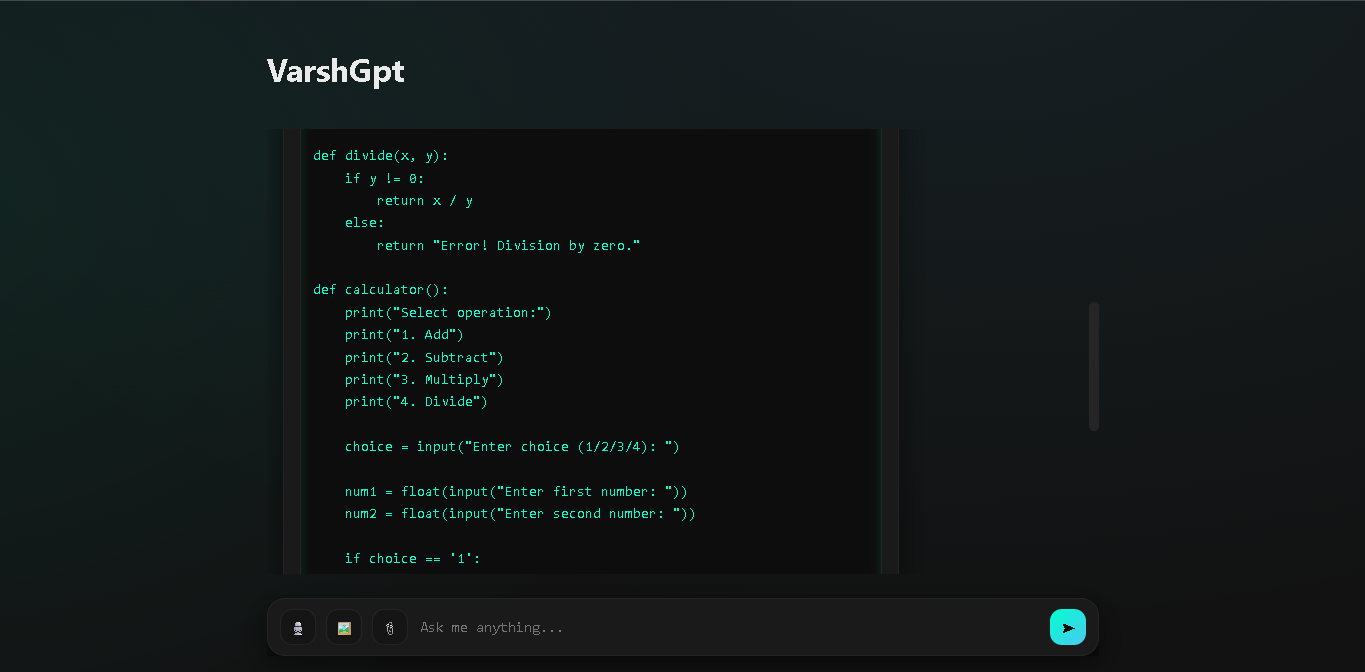 VarshGpt
def divide(x, y):
    if y != 0:
        return x / y
    else:
        return "Error! Division by zero."
def calculator():
    print("Select operation:")
    print("1. Add")
    print("2. Subtract")
    print("3. Multiply")
    print("4. Divide")
    choice = input("Enter choice (1/2/3/4): ")
    num1 = float(input("Enter first number: "))
    num2 = float(input("Enter second number: "))
    if choice == '1':
Ask me anything...